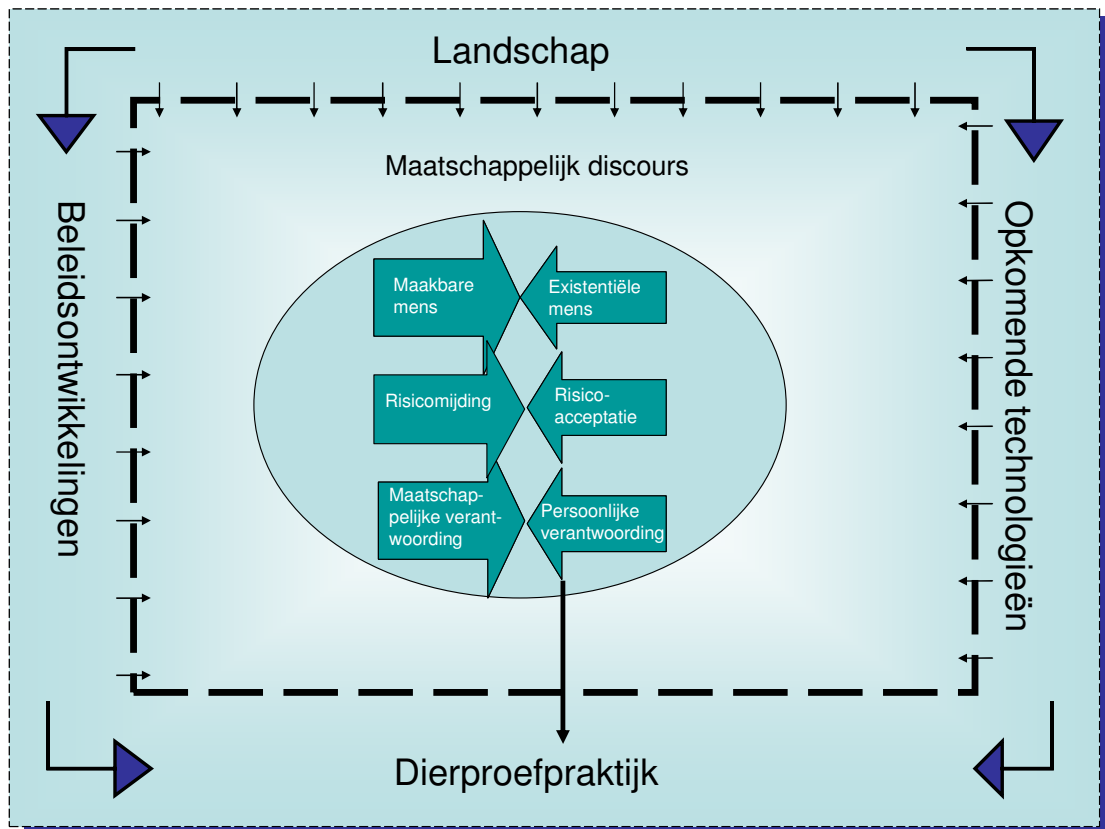 Landschap
Maatschappelijk discours
Beleidsontwikkelingen
Opkomende technologieën
Maakbare
mens
Existentiële
mens
Risicomijding
Risico-
acceptatie
Maatschap-
pelijke verant-
woording
Persoonlijke
verantwoording
Dierproefpraktijk